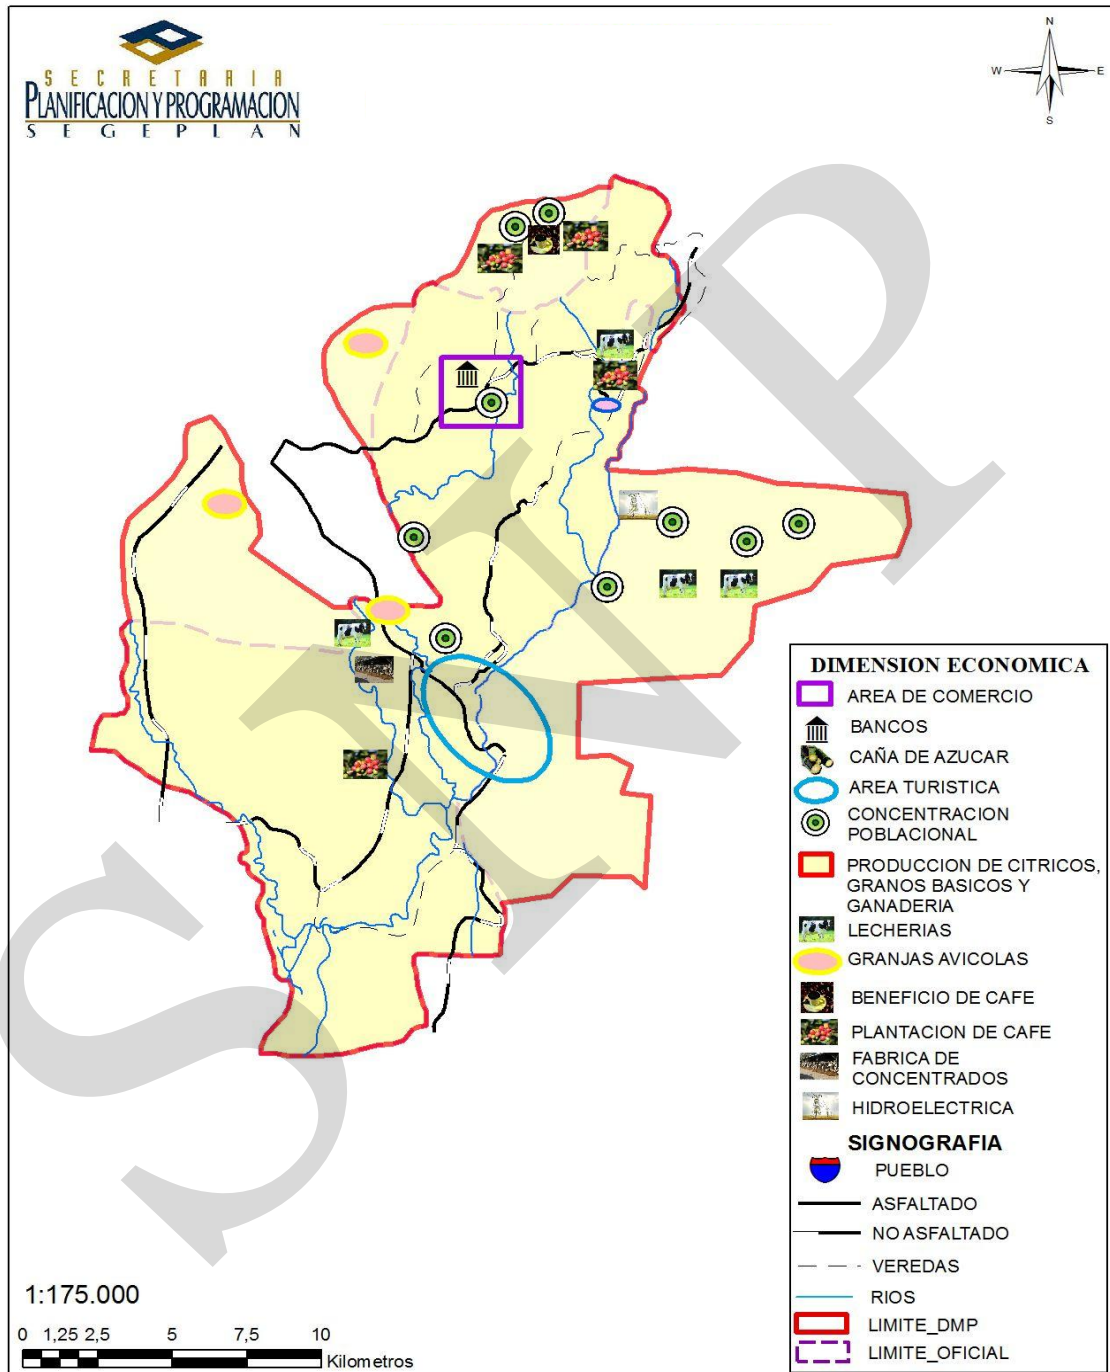 SECRETARIA
PLANIFICACION Y PROGRAMACION
SEGEPLAN
N
W E
S
SINIP
DIMENSION ECONOMICA
AREA DE COMERCIO
BANCOS
CAÑA DE AZUCAR
AREA TURISTICA
CONCENTRACION
POBLACIONAL
PRODUCCION DE CITRICOS,
GRANOS BASICOS Y
GANADERIA
LECHERIAS
GRANJAS AVICOLAS
BENEFICIO DE CAFE
PLANTACION DE CAFE
FABRICA DE
CONCENTRADOS
HIDROELECTRICA
SIGNOGRAFIA
PUEBLO
ASFALTADO
NO ASFALTADO
VEREDAS
RIOS
LIMITE_DMP
LIMITE_OFICIAL
1:175.000
0 1,25 2,5 5 7,5 10
Kilometros